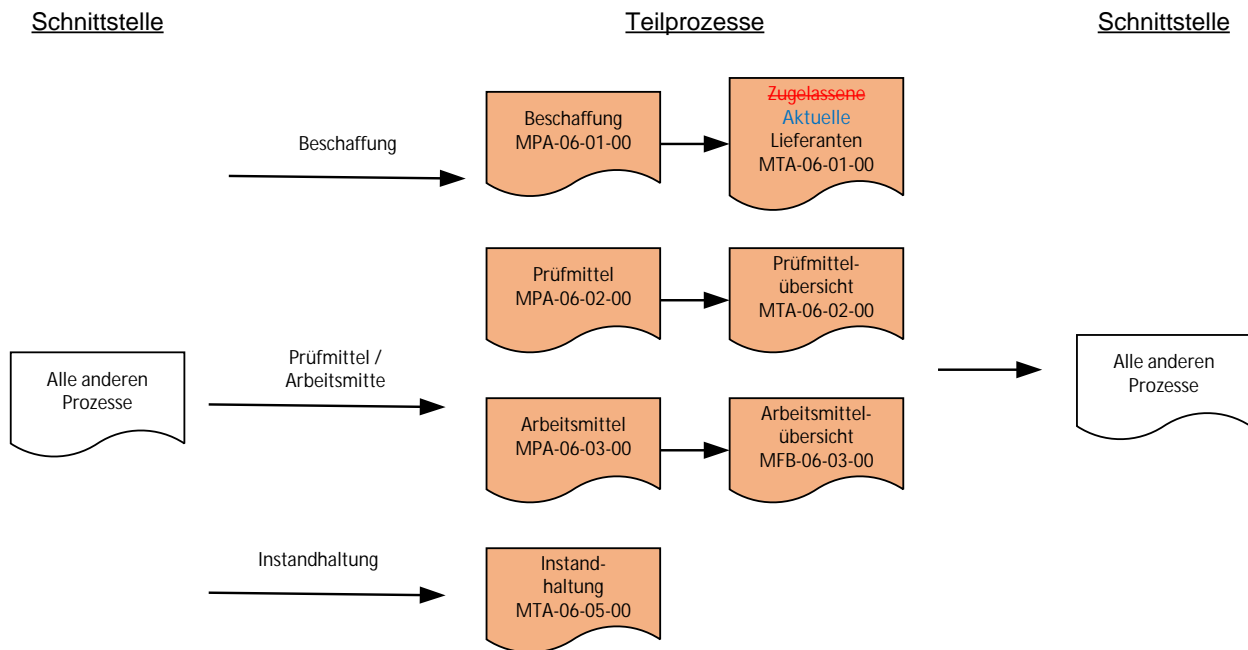 Schnittstelle
Teilprozesse
Schnittstelle
Beschaffung
Beschaffung
MPA-06-01-00
Zugelassene
Aktuelle
Lieferanten
MTA-06-01-00
Prüfmittel
MPA-06-02-00
Prüfmittel-
übersicht
MTA-06-02-00
Alle anderen
Prozesse
Prüfmittel /
Arbeitsmitte
Alle anderen
Prozesse
Arbeitsmittel
MPA-06-03-00
Arbeitsmittel-
übersicht
MFB-06-03-00
Instandhaltung
Instand-
haltung
MTA-06-05-00